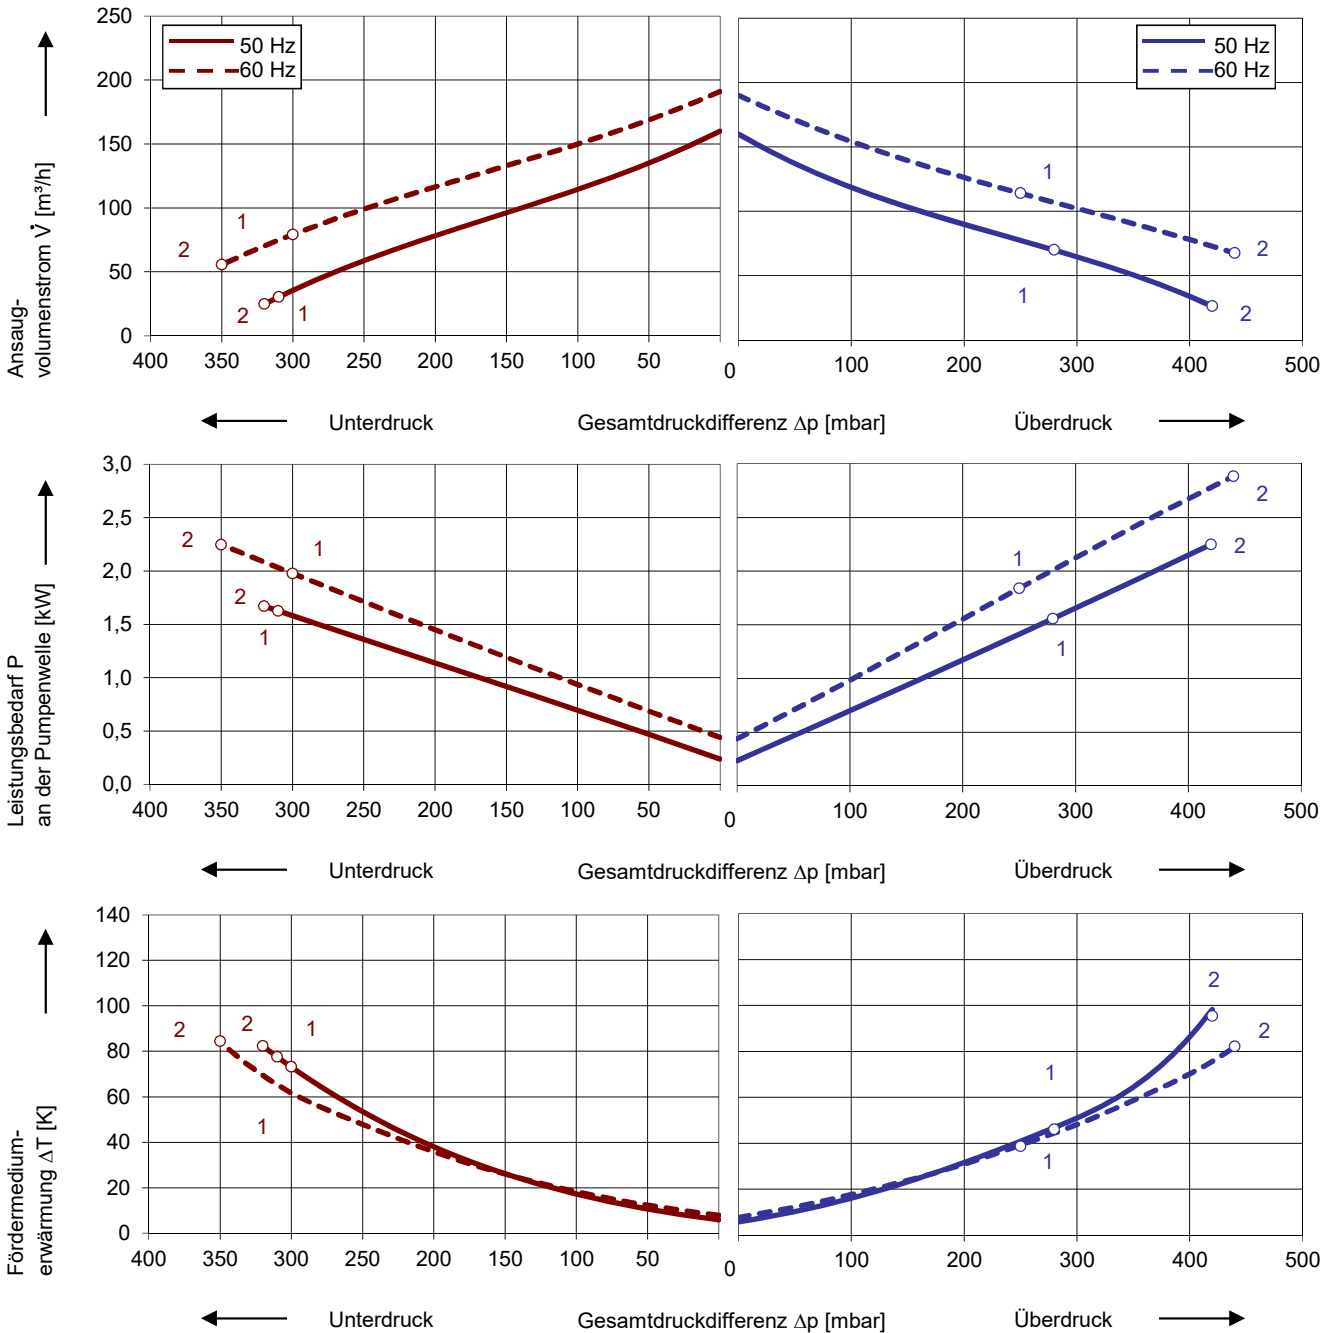 250
200
150
100
50
0
50 Hz
60 Hz
50 Hz
60 Hz
Ansaug-
volumenstrom V̇ [m³/h]
1
2
2
1
1
1
2
2
400 350 300 250 200 150 100 50
0 100 200 300 400 500
Unterdruck Gesamtdruckdifferenz Δp [mbar] Überdruck
3,0
2,5
2,0
1,5
1,0
0,5
0,0
Leistungsbedarf P
an der Pumpenwelle [kW]
2
1
2
1
1
2
2
1
400 350 300 250 200 150 100 50
0 100 200 300 400 500
Unterdruck Gesamtdruckdifferenz Δp [mbar] Überdruck
140
120
100
80
60
40
20
0
Fördermedium-
erwärmung ΔT [K]
2
2
1
1
2
2
1
1
400 350 300 250 200 150 100 50
0 100 200 300 400 500
Unterdruck Gesamtdruckdifferenz Δp [mbar] Überdruck